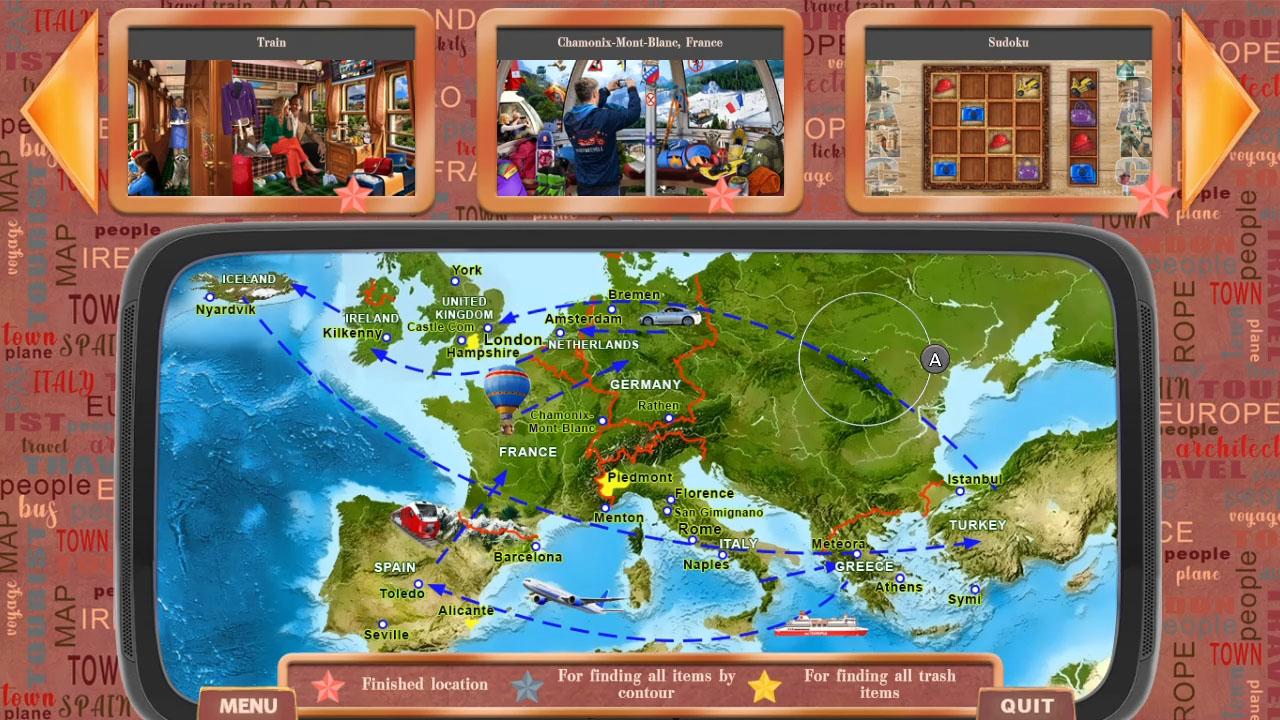 Train
Chamonix-Mont-Blanc, France
Sudoku
ICELAND
Nyardvik
York
UNITED
KINGDOM
IRELAND
Kilkenny
Castle Com
London
Hampshire
Bremen
Amsterdam
NETHERLANDS
GERMANY
Rathen
Chamonix-
Mont-Blanc
FRANCE
A
Piedmont
Florence
San Gimignano
Menton
Rome
ITALY
Naples
Istanbul
TURKEY
Meteora
GREECE
Athens
Symi
Barcelona
SPAIN
Toledo
Alicante
Seville
Finished location
For finding all items by
contour
For finding all trash
items
MENU
QUIT